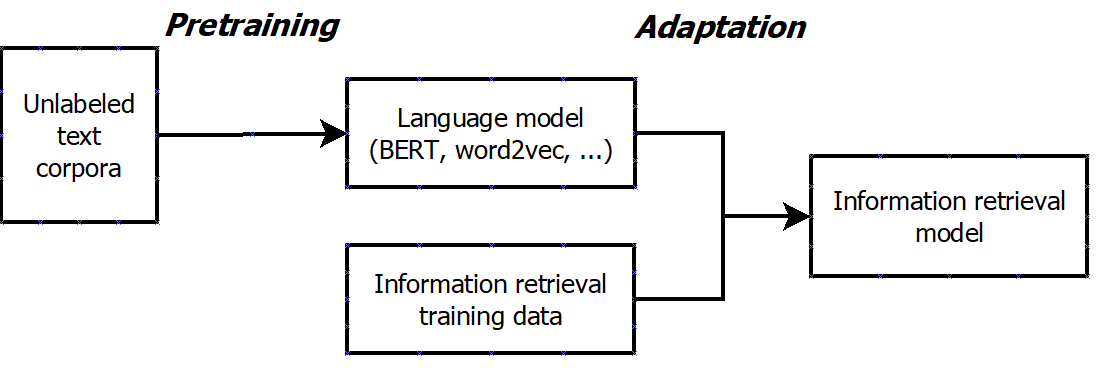 Pretraining
Adaptation
Unlabeled
text
corpora
Language model
(BERT, word2vec, ...)
Information retrieval
training data
Information retrieval
model